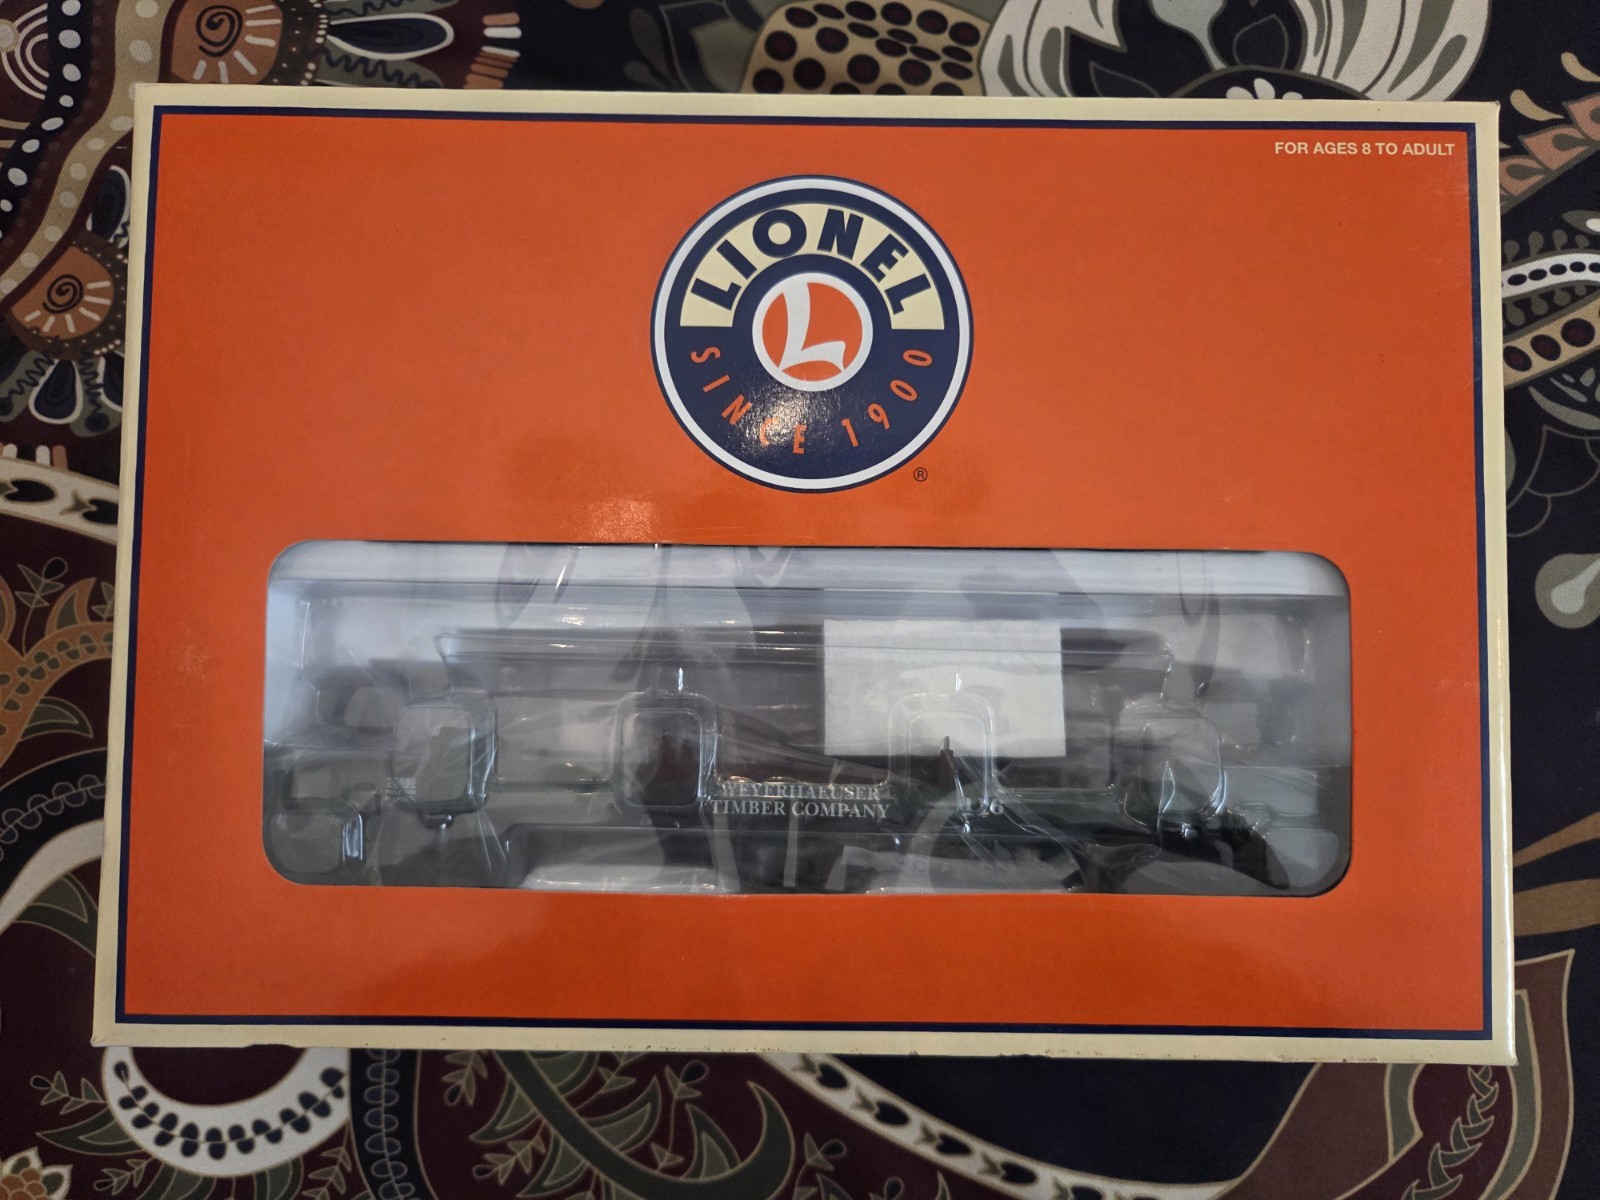 FOR AGES 8 TO ADULT
LIONEL
L
SINCE 1900
®
WEYERHAEUSER
TIMBER COMPANY